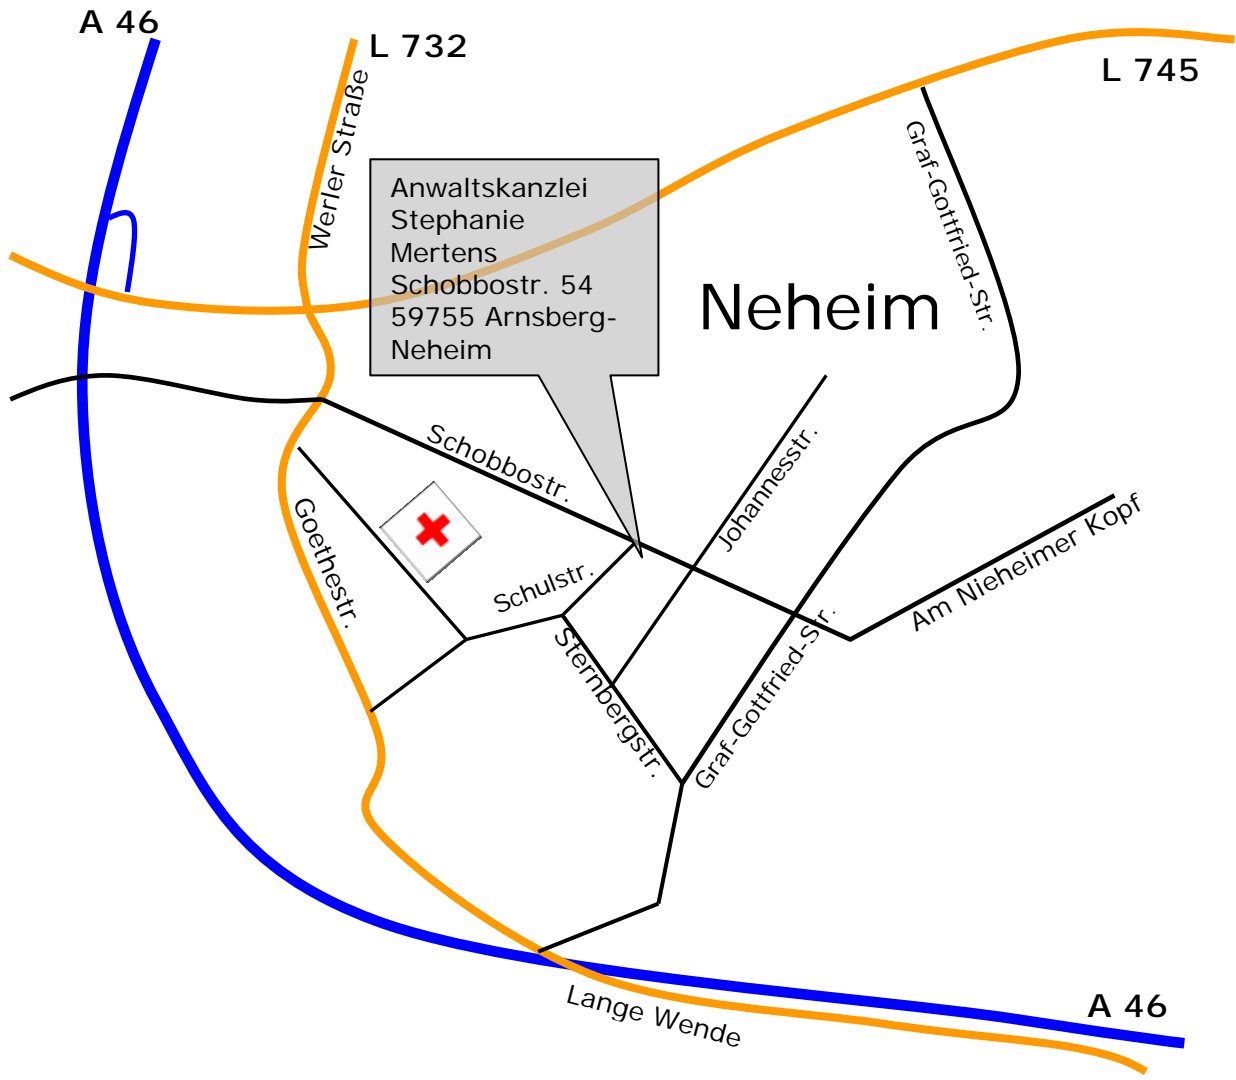 A 46
L 732
L 745
Werler Straße
Graf-Gottfried-Str.
Anwaltskanzlei
Stephanie
Mertens
Schobbostr. 54
59755 Arnsberg-
Neheim
Neheim
Schobbostr.
Johannesstr.
Goethestr.
Schulstr.
Am Nieheimer Kopf
Sternbergstr.
Graf-Gottfried-Str.
Lange Wende
A 46